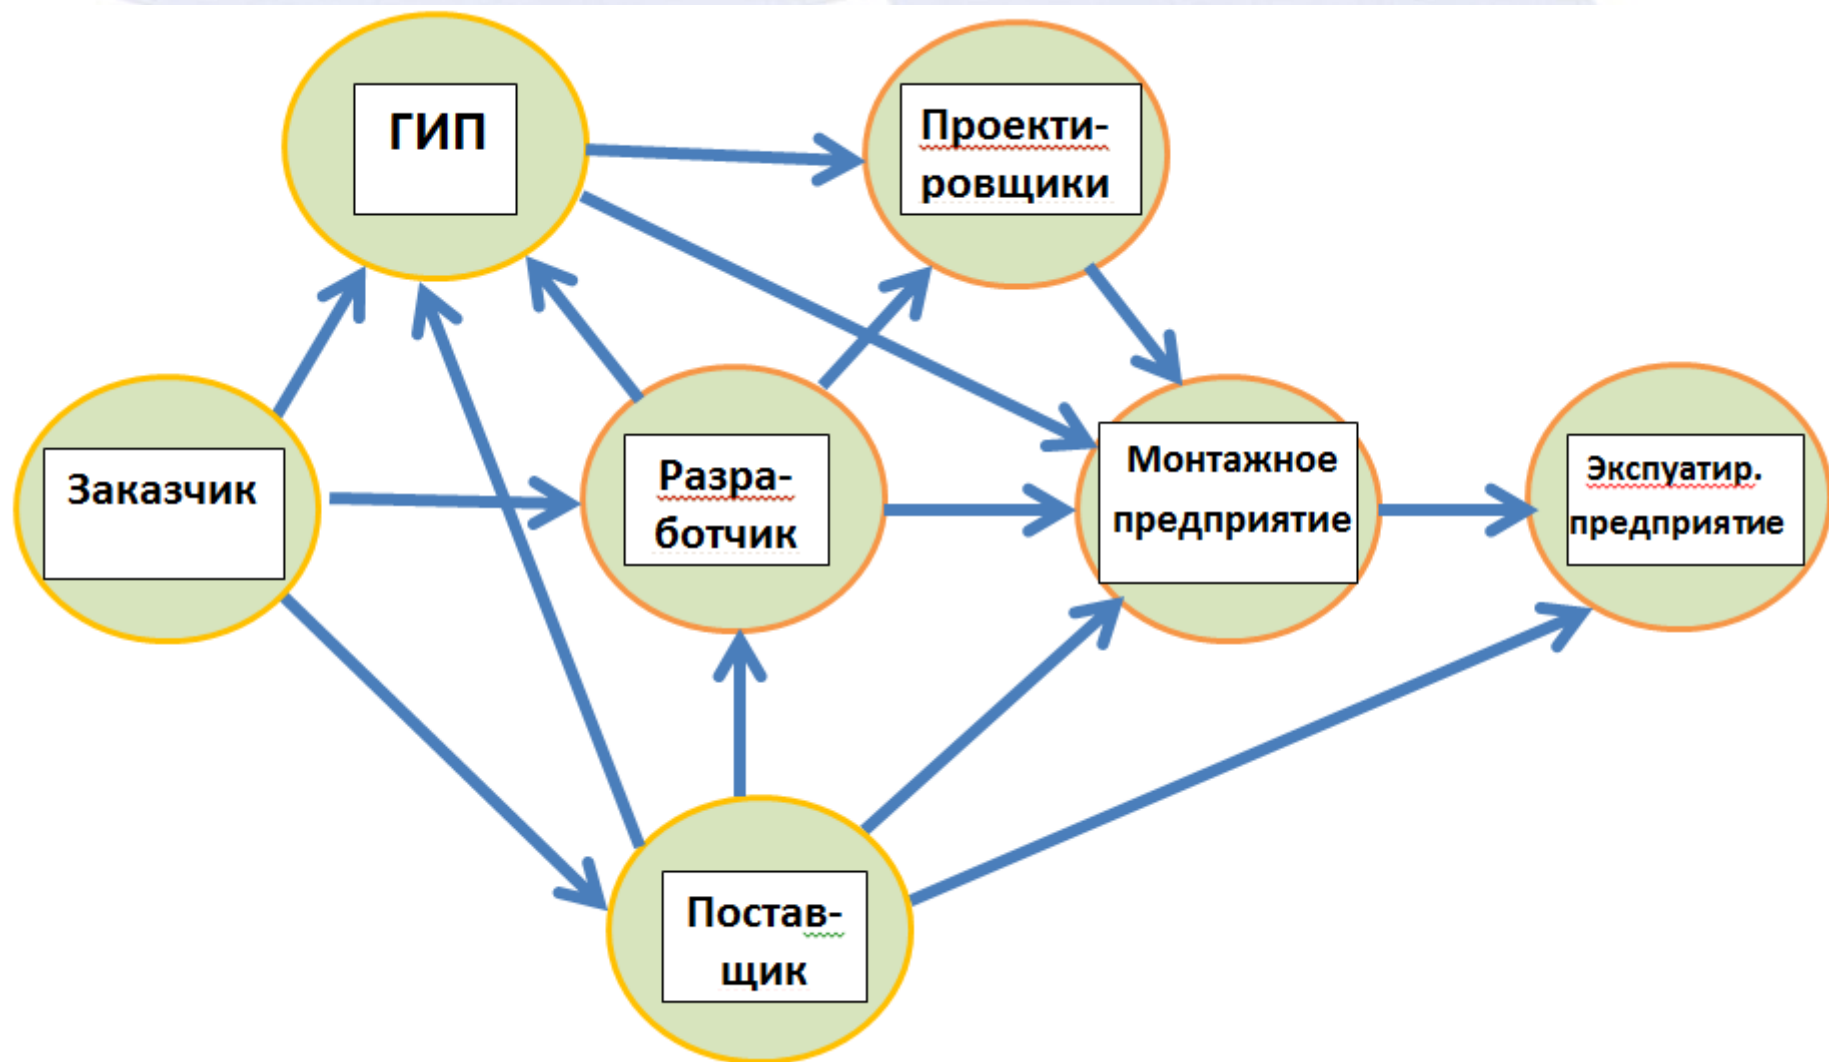 ГИП
Проекти-
ровщики
Заказчик
Разра-
ботчик
Монтажное
предприятие
Экспуатир.
предприятие
Постав-
щик